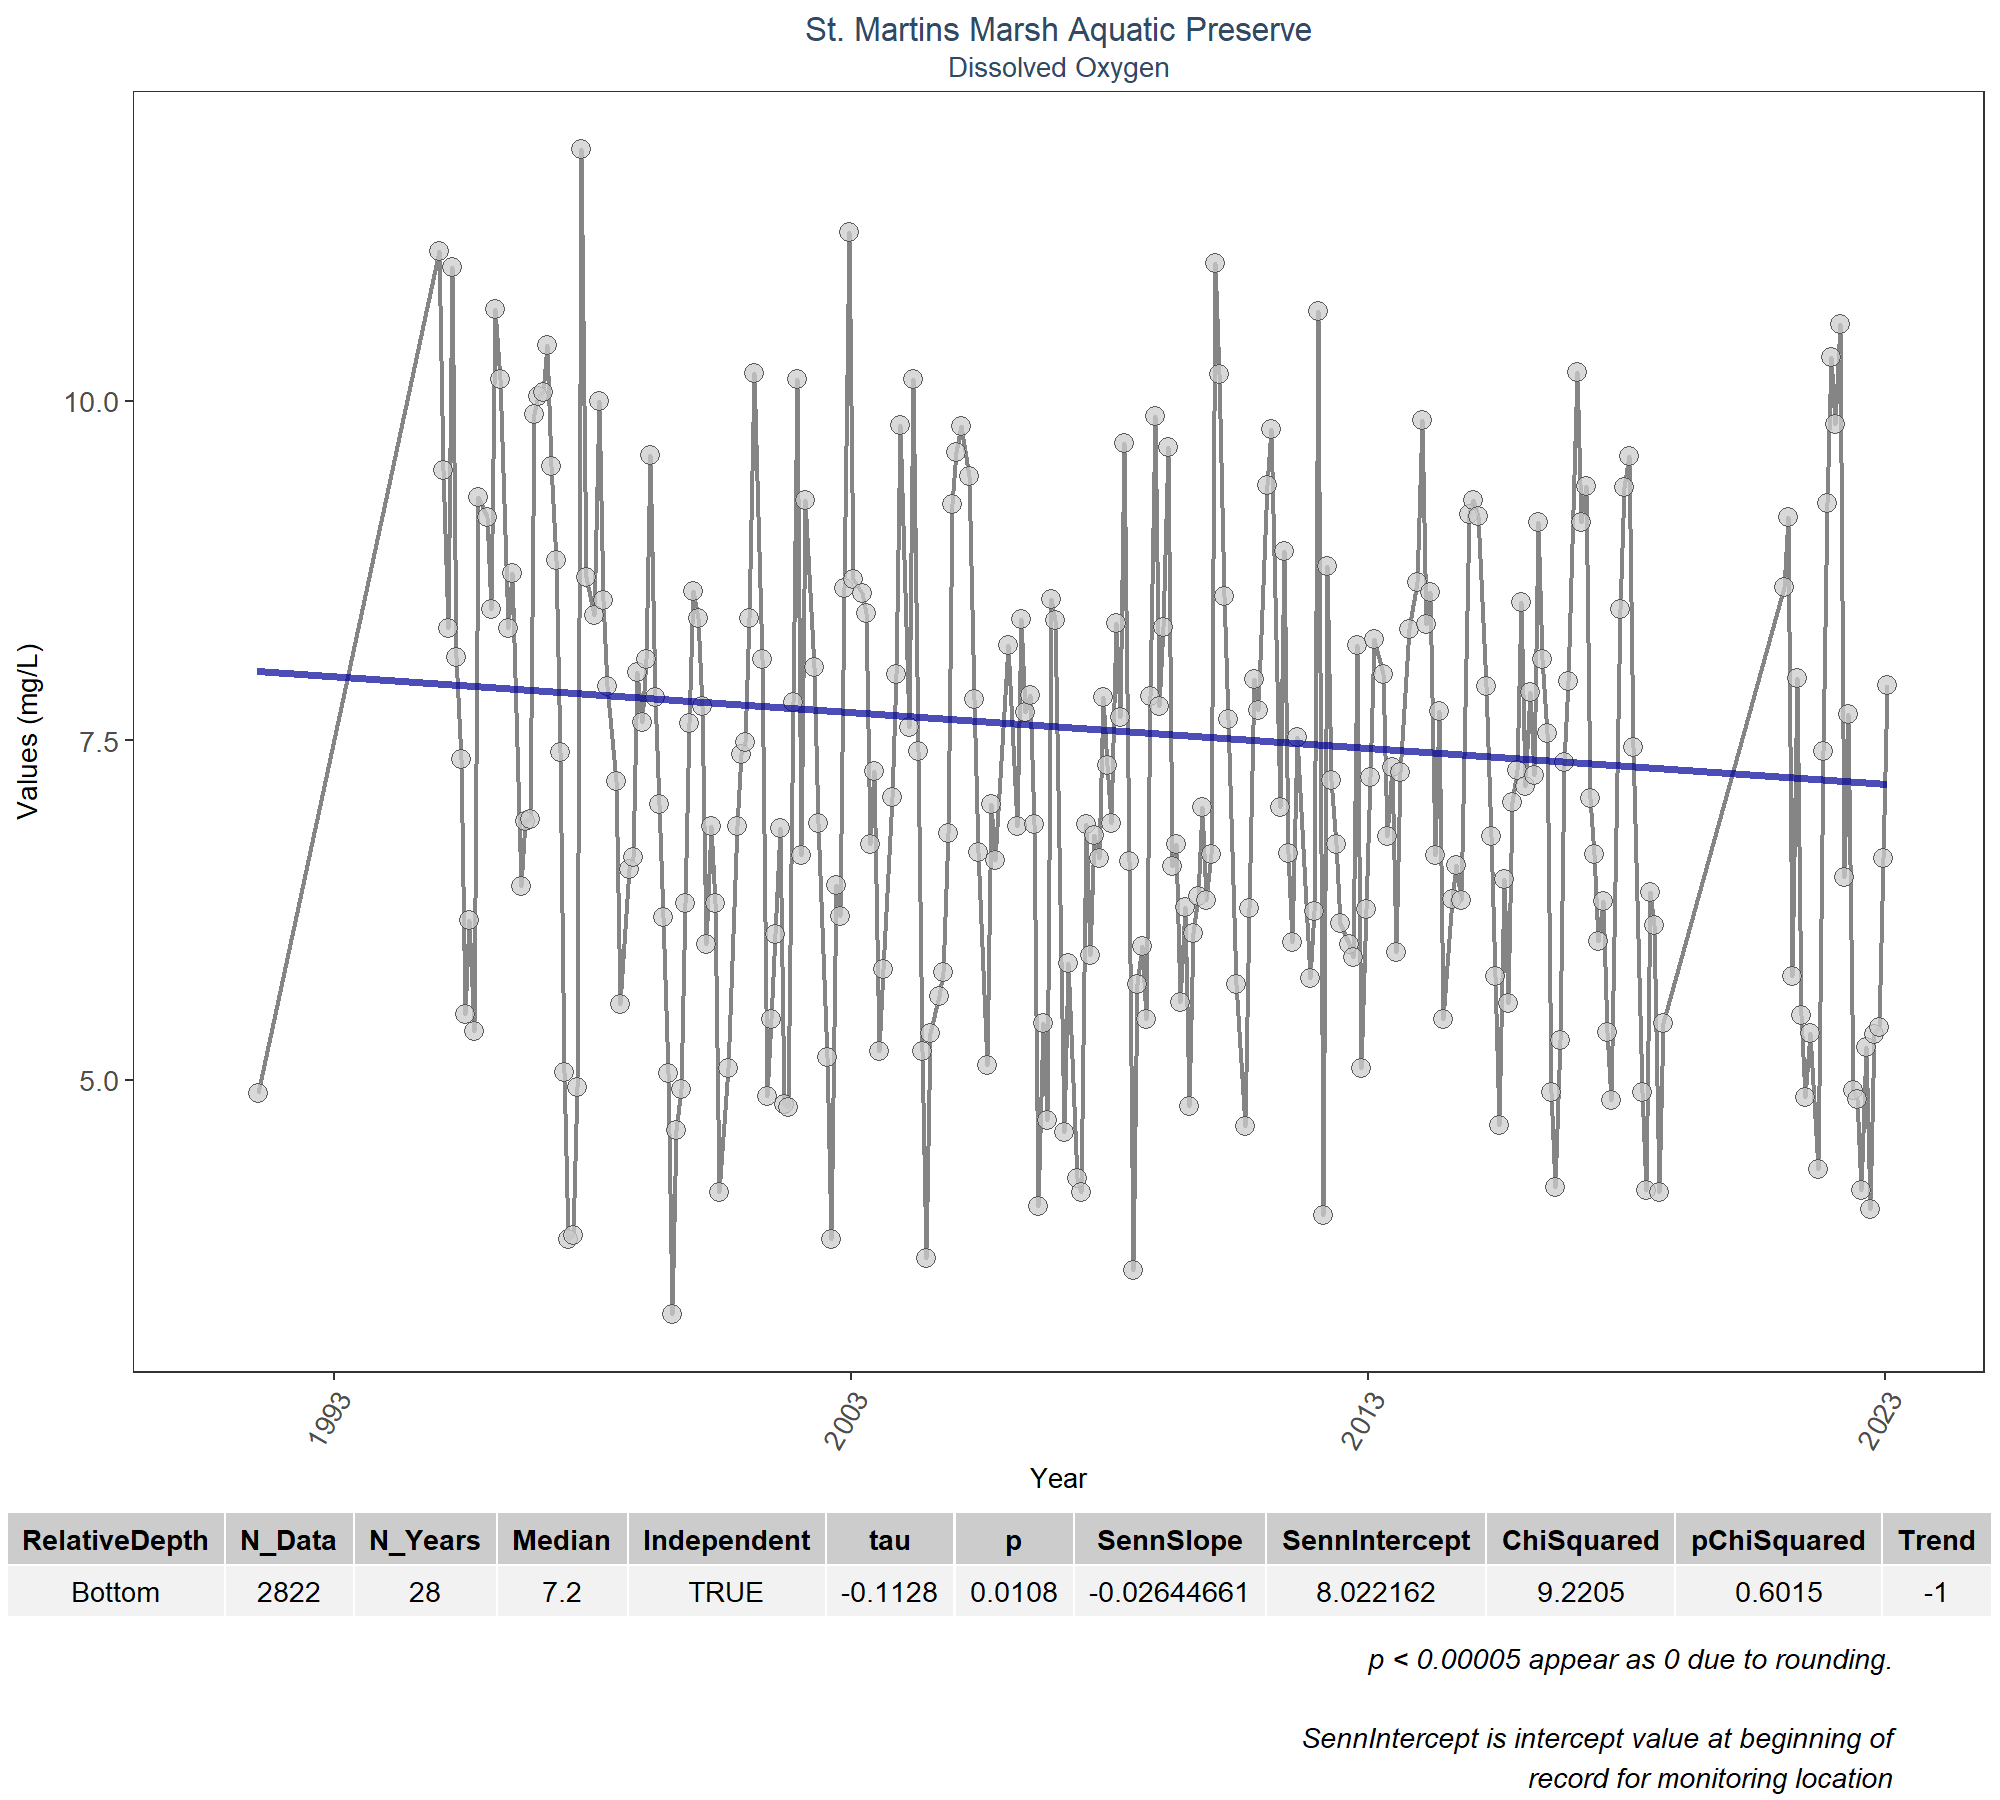 St. Martins Marsh Aquatic Preserve
Dissolved Oxygen
Values (mg/L)
10.0
7.5
5.0
1993
2003
2013
2023
Year
RelativeDepth N_Data N_Years Median Independent tau p SennSlope SennIntercept ChiSquared pChiSquared Trend
Bottom 2822 28 7.2 TRUE -0.1128 0.0108 -0.02644661 8.022162 9.2205 0.6015 -1
p < 0.00005 appear as 0 due to rounding.
SennIntercept is intercept value at beginning of
record for monitoring location